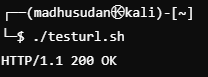 ┌──(madhusudan㉿kali)-[~]
└─$ ./testurl.sh
HTTP/1.1 200 OK